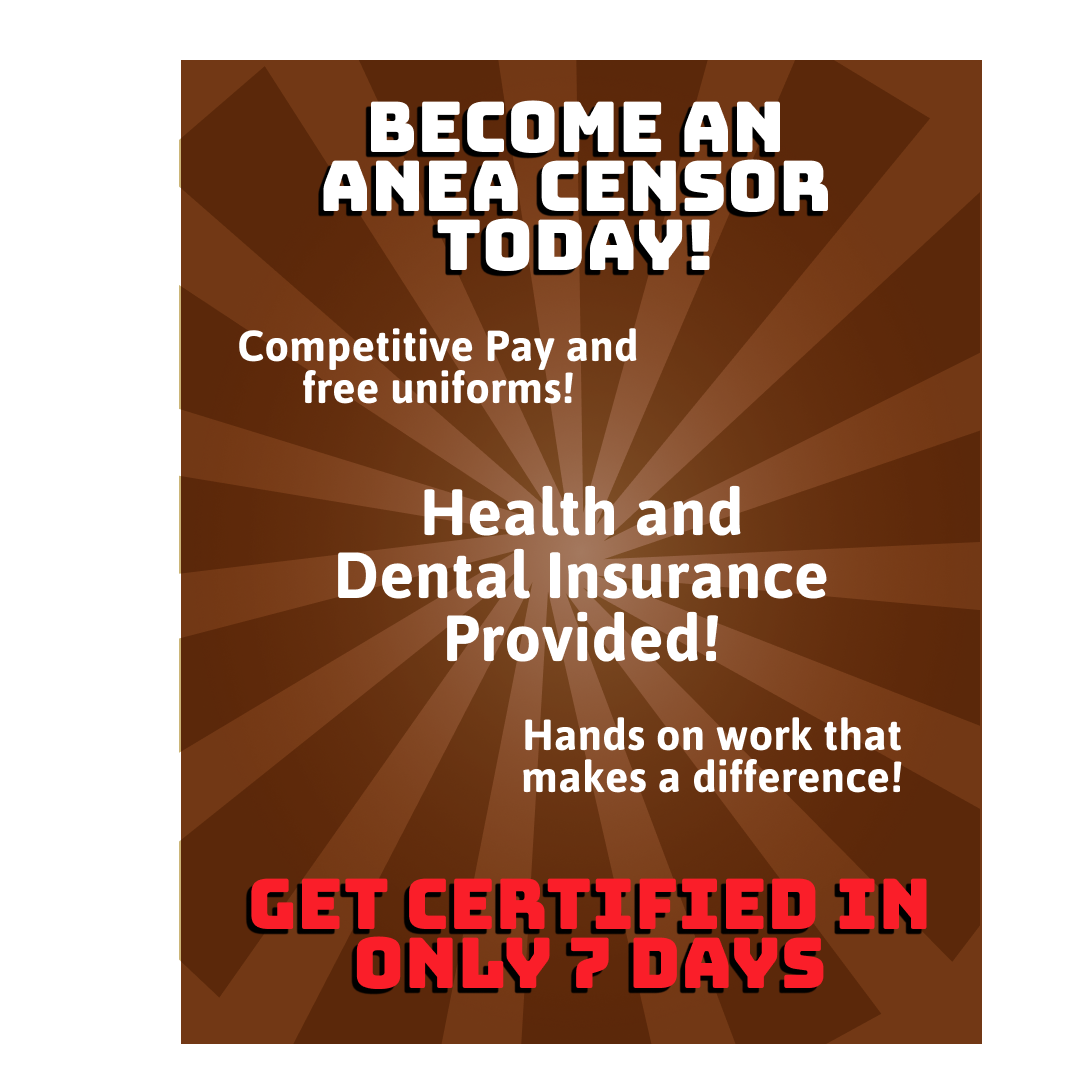 BECOME AN
ANEA CENSOR
TODAY!
Competitive Pay and
free uniforms!
Health and
Dental Insurance
Provided!
Hands on work that
makes a difference!
GET CERTIFIED IN
ONLY 7 DAYS